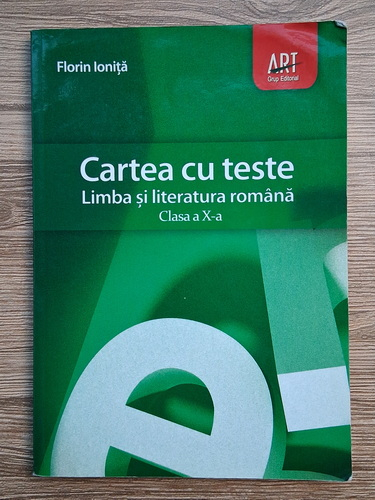 Florin Ioniță
ART
Grup Editorial
Cartea cu teste
Limba și literatura română
Clasa a X-a
e!